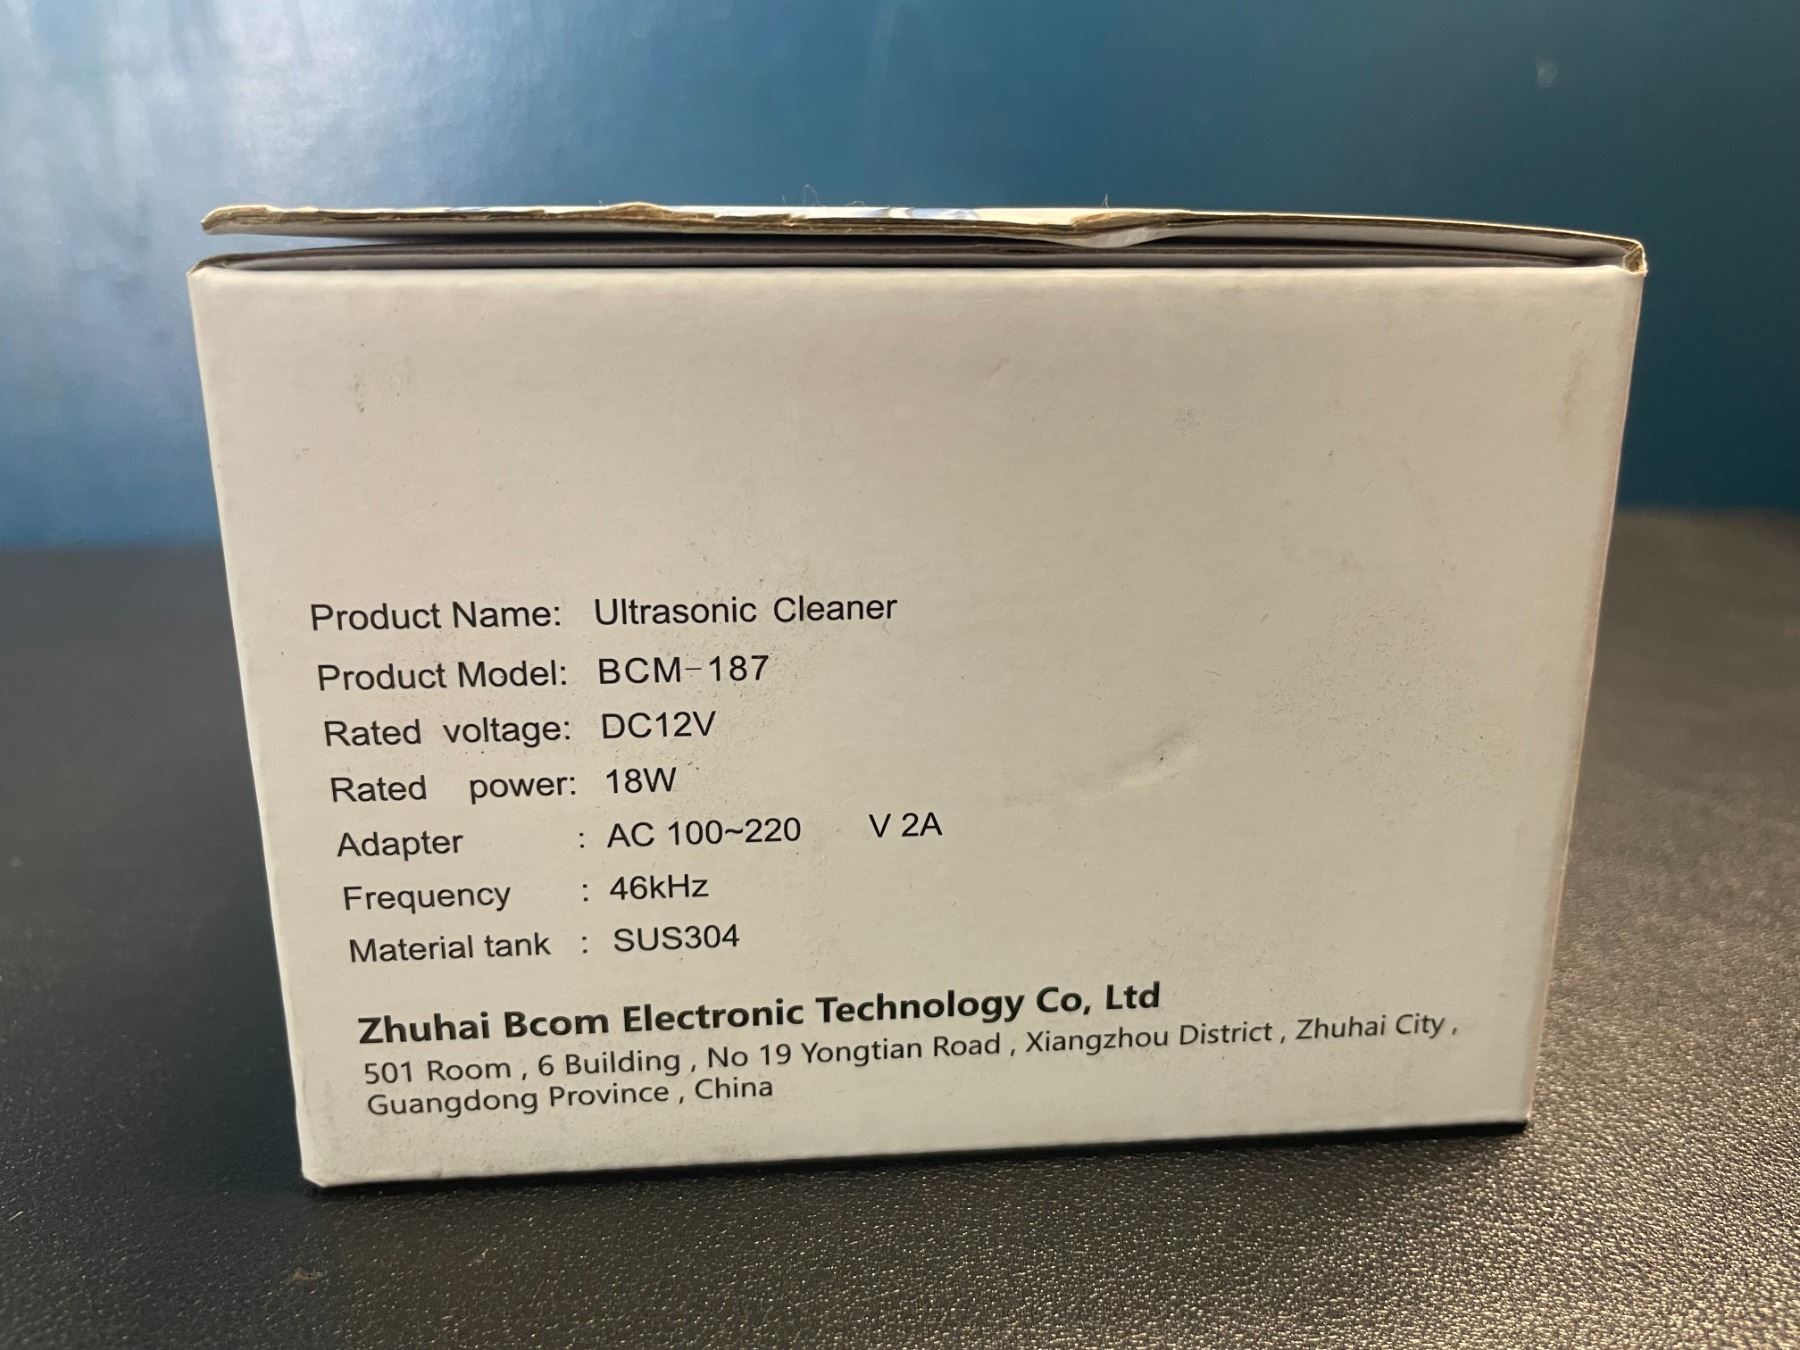 Product Name: Ultrasonic Cleaner
Product Model: BCM-187
Rated voltage: DC12V
Rated power: 18W
Adapter : AC 100~220 V 2A
Frequency : 46kHz
Material tank : SUS304
Zhuhai Bcom Electronic Technology Co, Ltd
501 Room , 6 Building , No 19 Yongtian Road , Xiangzhou District , Zhuhai City ,
Guangdong Province , China